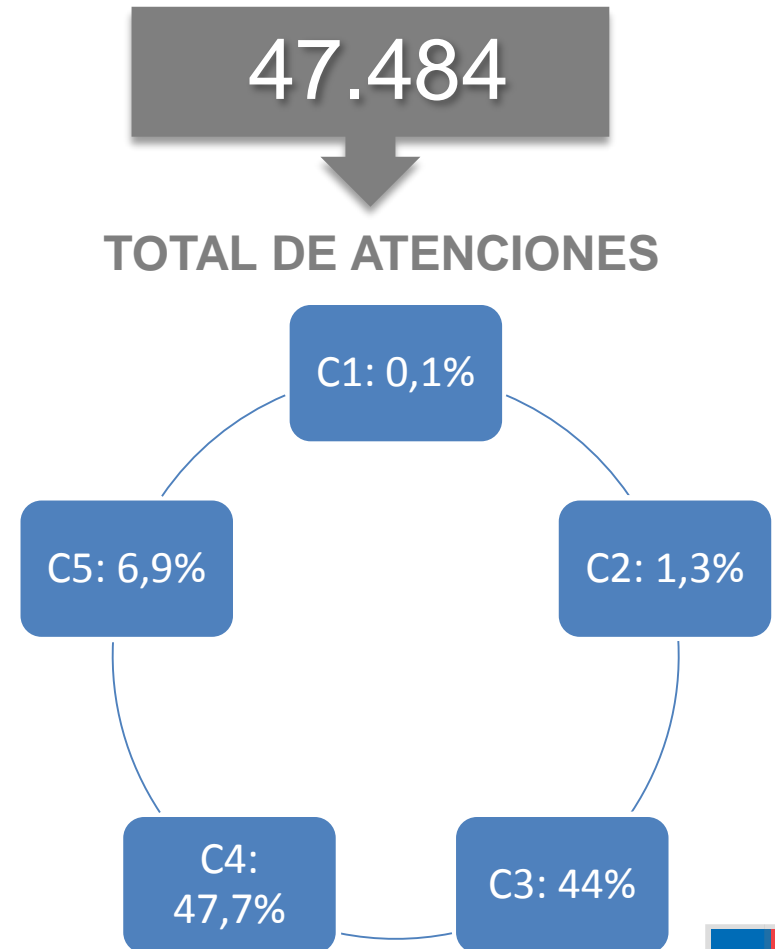 47.484
TOTAL DE ATENCIONES
C1: 0,1%
C5: 6,9%
C2: 1,3%
C4:
47,7%
C3: 44%